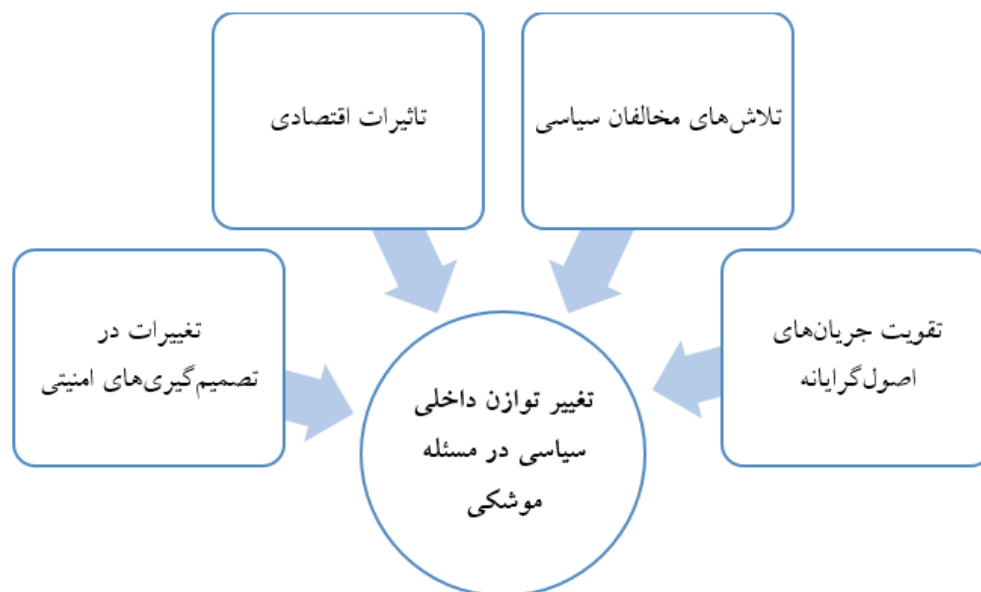 تلاش‌های مخالفان سیاسی
تاثیرات اقتصادی
تقویت جریان‌های
اصول‌گرایانه
تغییرات در
تصمیم‌گیری‌های امنیتی
تغییر توازن داخلی
سیاسی در مسئله
موشکی